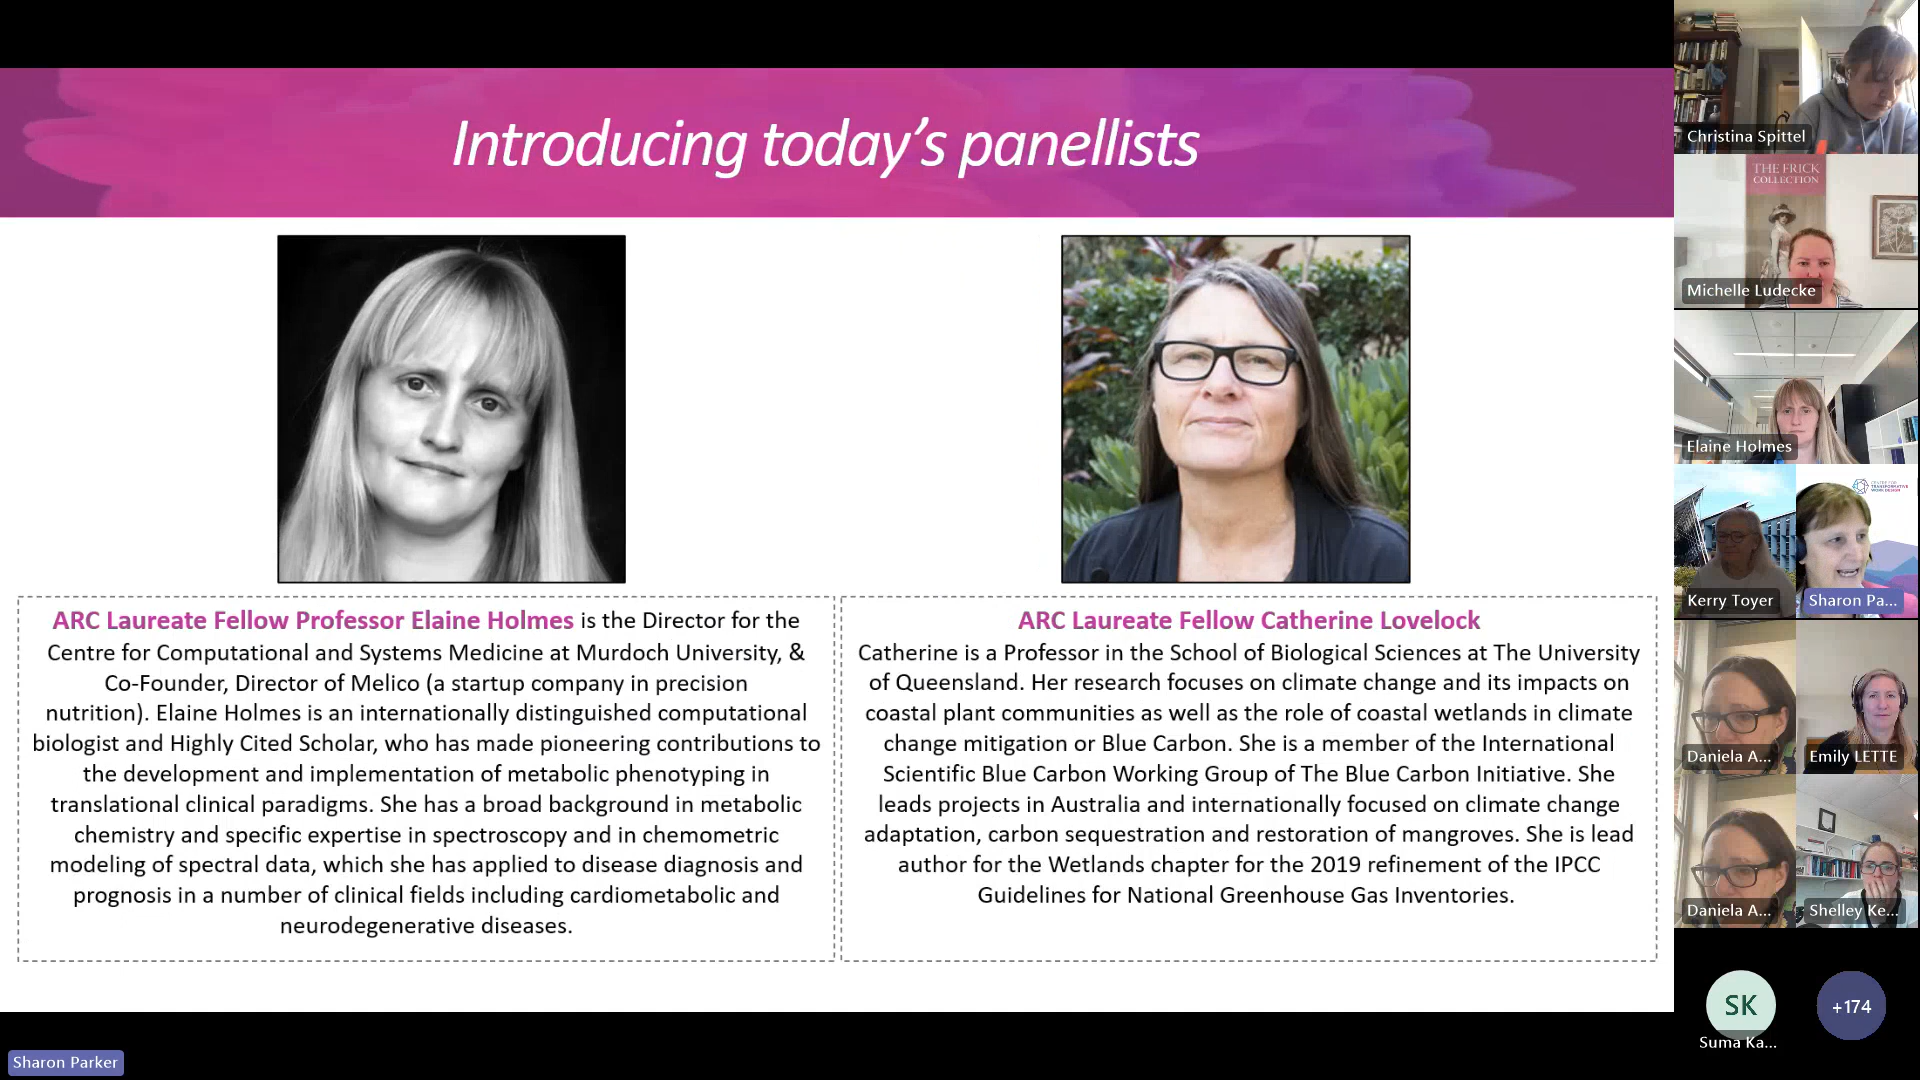 Introducing today's panellists
ARC Laureate Fellow Professor Elaine Holmes is the Director for the
Centre for Computational and Systems Medicine at Murdoch University, &
Co-Founder, Director of Melico (a startup company in precision
nutrition). Elaine Holmes is an internationally distinguished computational
biologist and Highly Cited Scholar, who has made pioneering contributions to
the development and implementation of metabolic phenotyping in
translational clinical paradigms. She has a broad background in metabolic
chemistry and specific expertise in spectroscopy and in chemometric
modeling of spectral data, which she has applied to disease diagnosis and
prognosis in a number of clinical fields including cardiometabolic and
neurodegenerative diseases.
ARC Laureate Fellow Catherine Lovelock
Catherine is a Professor in the School of Biological Sciences at The University
of Queensland. Her research focuses on climate change and its impacts on
coastal plant communities as well as the role of coastal wetlands in climate
change mitigation or Blue Carbon. She is a member of the International
Scientific Blue Carbon Working Group of The Blue Carbon Initiative. She
leads projects in Australia and internationally focused on climate change
adaptation, carbon sequestration and restoration of mangroves. She is lead
author for the Wetlands chapter for the 2019 refinement of the IPCC
Guidelines for National Greenhouse Gas Inventories.
Sharon Parker
Christina Spittel
THE FRICK
COLLECTION
Michelle Ludecke
Elaine Holmes
CENTRE FOR
TRANSFORMATIVE
WORK DESIGN
Kerry Toyer
Sharon Pa...
Daniela A...
Emily LETTE
Daniela A...
Shelley Ke...
SK
+174
Suma Ka...